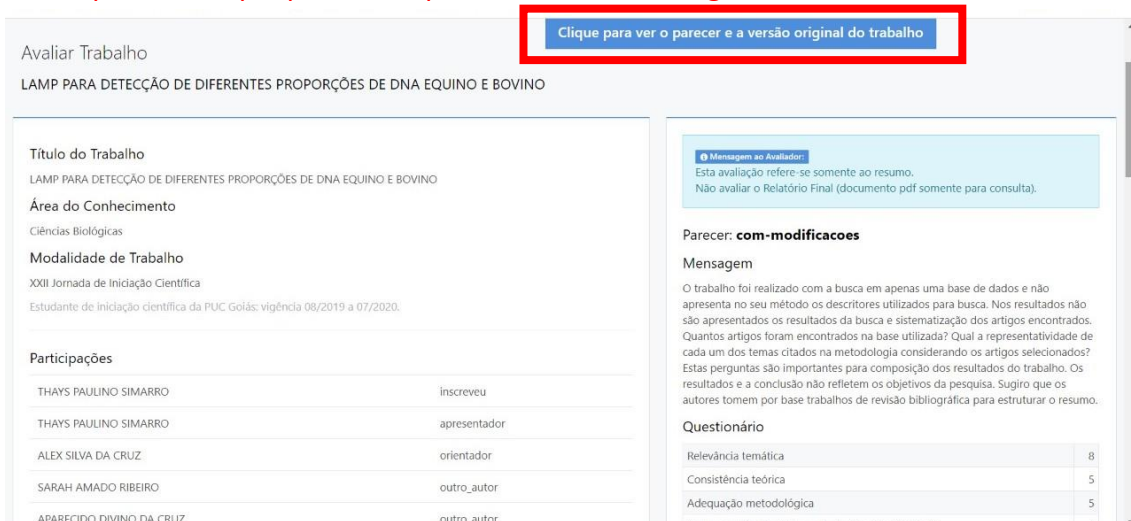 Clique para ver o parecer e a versão original do trabalho
Avaliar Trabalho
LAMP PARA DETECÇÃO DE DIFERENTES PROPORÇÕES DE DNA EQUINO E BOVINO
Título do Trabalho
LAMP PARA DETECÇÃO DE DIFERENTES PROPORÇÕES DE DNA EQUINO E BOVINO
Área do Conhecimento
Ciências Biológicas
Modalidade de Trabalho
XXII Jornada de Iniciação Científica
Estudante de iniciação científica da PUC Goiás: vigência 08/2019 a 07/2020.
Participações
THAYS PAULINO SIMARRO inscreveu
THAYS PAULINO SIMARRO apresentador
ALEX SILVA DA CRUZ orientador
SARAH AMADO RIBEIRO outro_autor
APARECIDO DIVINO DA CRUZ outro_autor
Mensagem ao Avaliador:
Esta avaliação refere-se somente ao resumo.
Não avaliar o Relatório Final (documento pdf somente para consulta).
Parecer: com-modificacoes
Mensagem
O trabalho foi realizado com a busca em apenas uma base de dados e não
apresenta no seu método os descritores utilizados para busca. Nos resultados não
são apresentados os resultados da busca e sistematização dos artigos encontrados.
Quantos artigos foram encontrados na base utilizada? Qual a representatividade de
cada um dos temas citados na metodologia considerando os artigos selecionados?
Estas perguntas são importantes para composição dos resultados do trabalho. Os
resultados e a conclusão não refletem os objetivos da pesquisa. Sugiro que os
autores tomem por base trabalhos de revisão bibliográfica para estruturar o resumo.
Questionário
Relevância temática 8
Consistência teórica 5
Adequação metodológica 5